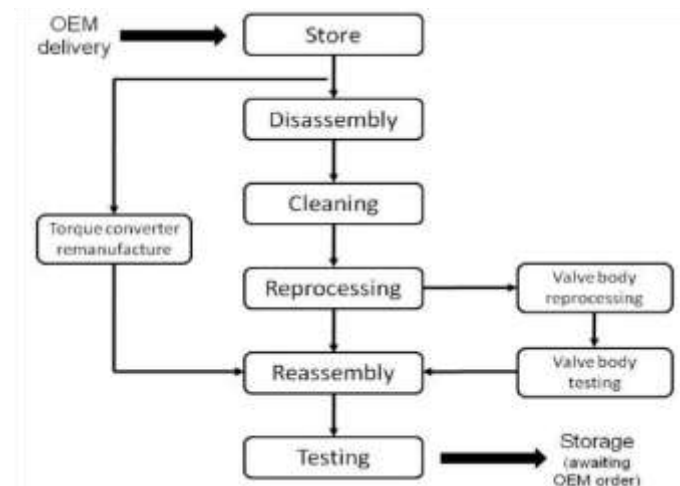 OEM
delivery
Store
Disassembly
Cleaning
Torque converter
remanufacture
Reprocessing
Valve body
reprocessing
Reassembly
Valve body
testing
Testing
Storage
(awaiting
OEM order)